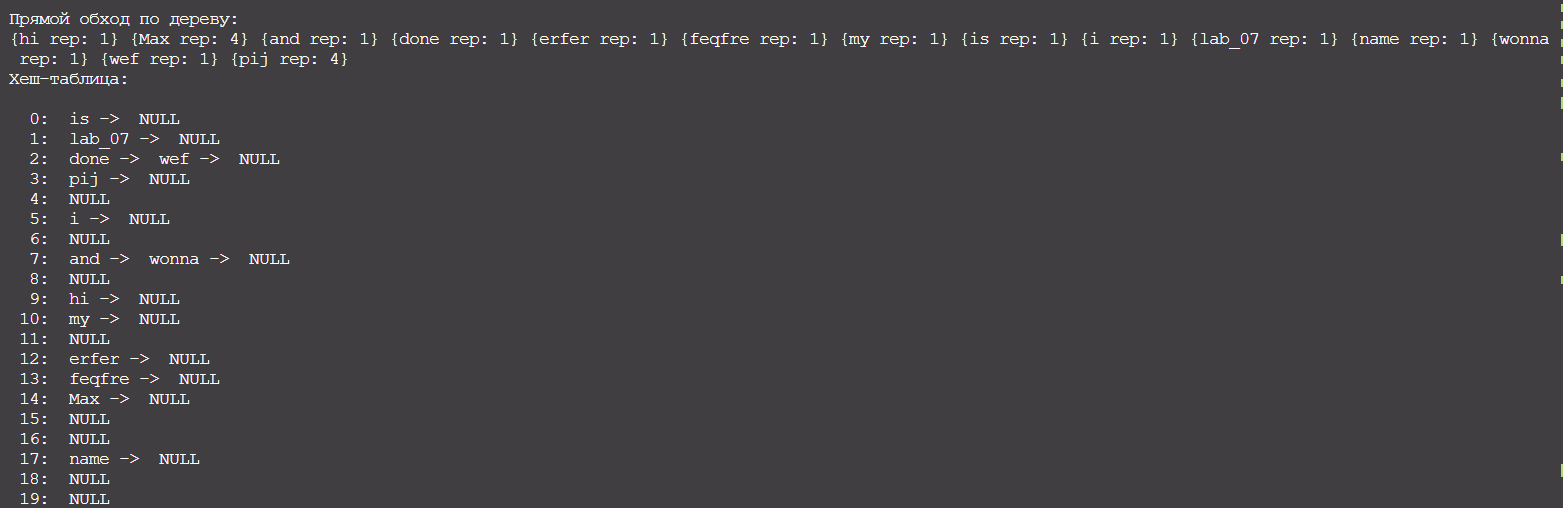 Прямой обход по дереву:
{hi rep: 1} {Max rep: 4} {and rep: 1} {done rep: 1} {erfer rep: 1} {feqfre rep: 1} {my rep: 1} {is rep: 1} {i rep: 1} {lab_07 rep: 1} {name rep: 1} {wonna
rep: 1} {wef rep: 1} {pij rep: 4}
Хеш-таблица:
0: is -> NULL
1: lab_07 -> NULL
2: done -> wef -> NULL
3: pij -> NULL
4: NULL
5: i -> NULL
6: NULL
7: and -> wonna -> NULL
8: NULL
9: hi -> NULL
10: my -> NULL
11: NULL
12: erfer -> NULL
13: feqfre -> NULL
14: Max -> NULL
15: NULL
16: NULL
17: name -> NULL
18: NULL
19: NULL